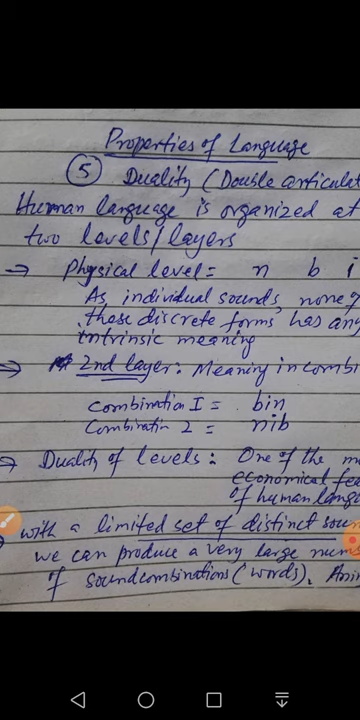 Properties of Language
5 Duality (Double articulat
Human language is organized at
two levels/layers
→ Physical level = n b i
As individual sounds, none of
these discrete forms has any
intrinsic meaning
→ 2nd layer: Meaning in combi
Combination I = bin
Combination 2 = nib
→ Duality of levels: One of the m
economical fea
of human langu
with a limited set of distinct soun
we can produce a very large num
of sound combinations (words). Anim